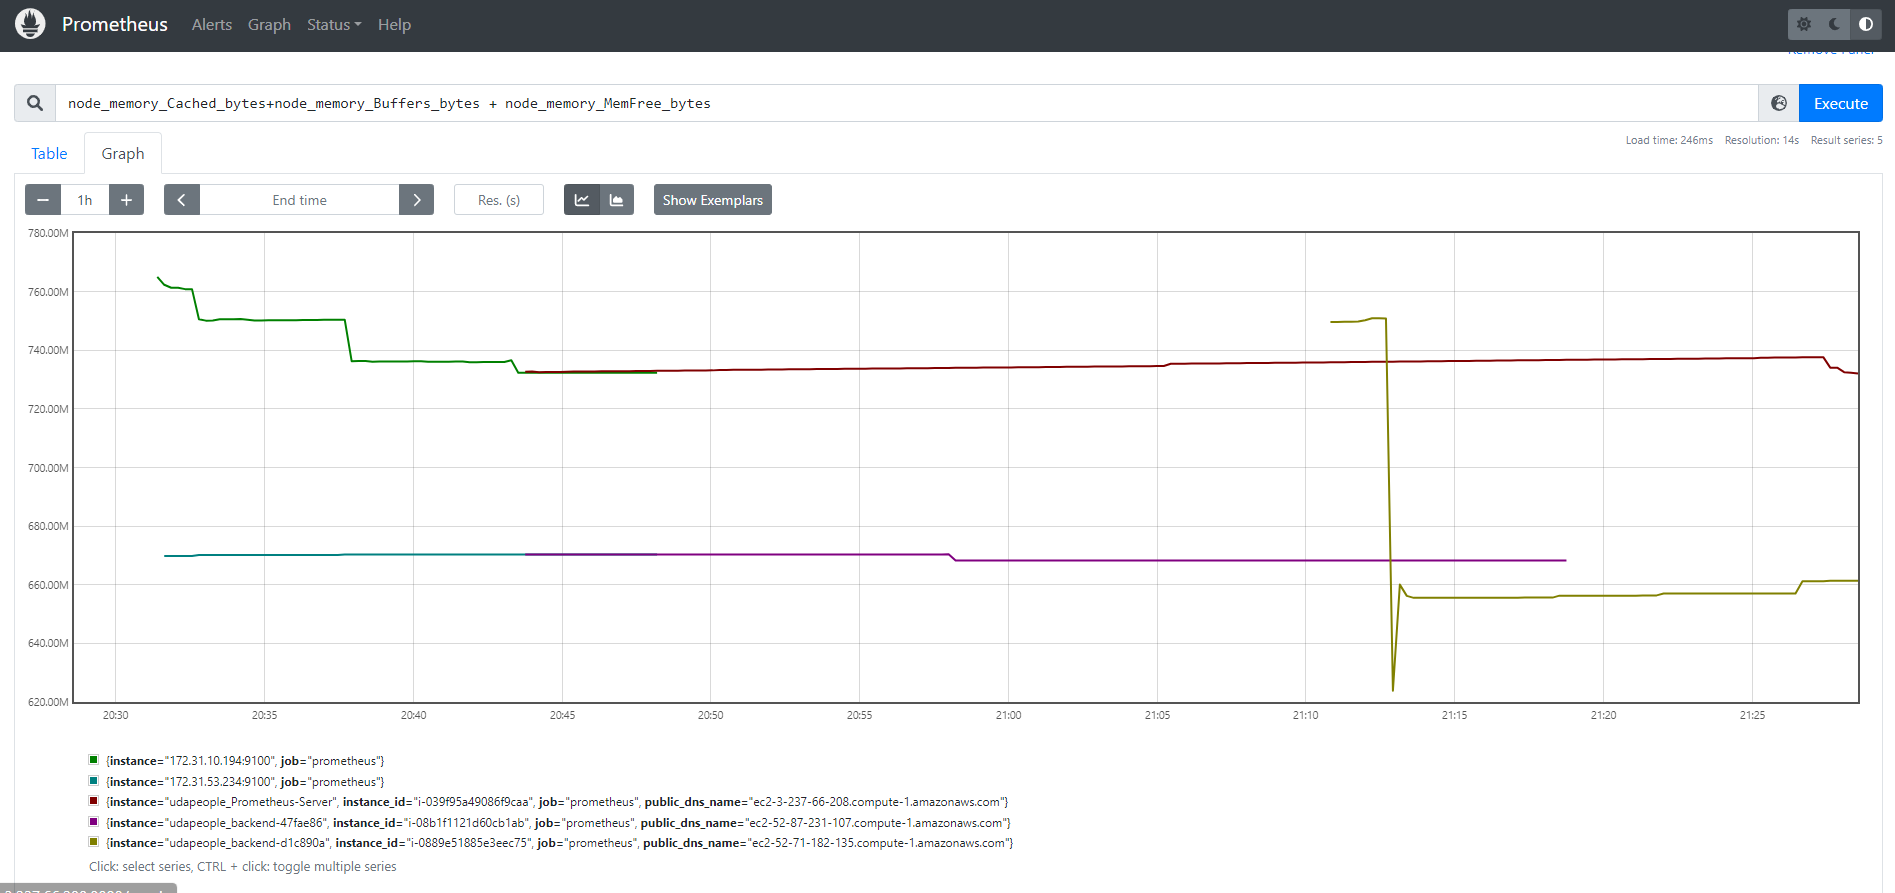 Prometheus Alerts Graph Status Help
node_memory_Cached_bytes+node_memory_Buffers_bytes + node_memory_MemFree_bytes
Execute
Load time: 246ms Resolution: 14s Result series: 5
Table Graph
1h End time Res. (s) Show Exemplars
780.00M
760.00M
740.00M
720.00M
700.00M
680.00M
660.00M
640.00M
620.00M
20:30 20:35 20:40 20:45 20:50 20:55 21:00 21:05 21:10 21:15 21:20 21:25
{instance="172.31.10.194:9100", job="prometheus"}
{instance="172.31.53.234:9100", job="prometheus"}
{instance="udapeople_Prometheus-Server", instance_id="i-039f95a49086f9caa", job="prometheus", public_dns_name="ec2-3-237-66-208.compute-1.amazonaws.com"}
{instance="udapeople_backend-47fae86", instance_id="i-08b1f1121d60cb1ab", job="prometheus", public_dns_name="ec2-52-87-231-107.compute-1.amazonaws.com"}
{instance="udapeople_backend-d1c890a", instance_id="i-0889e51885e3eec75", job="prometheus", public_dns_name="ec2-52-71-182-135.compute-1.amazonaws.com"}
Click: select series, CTRL + click: toggle multiple series